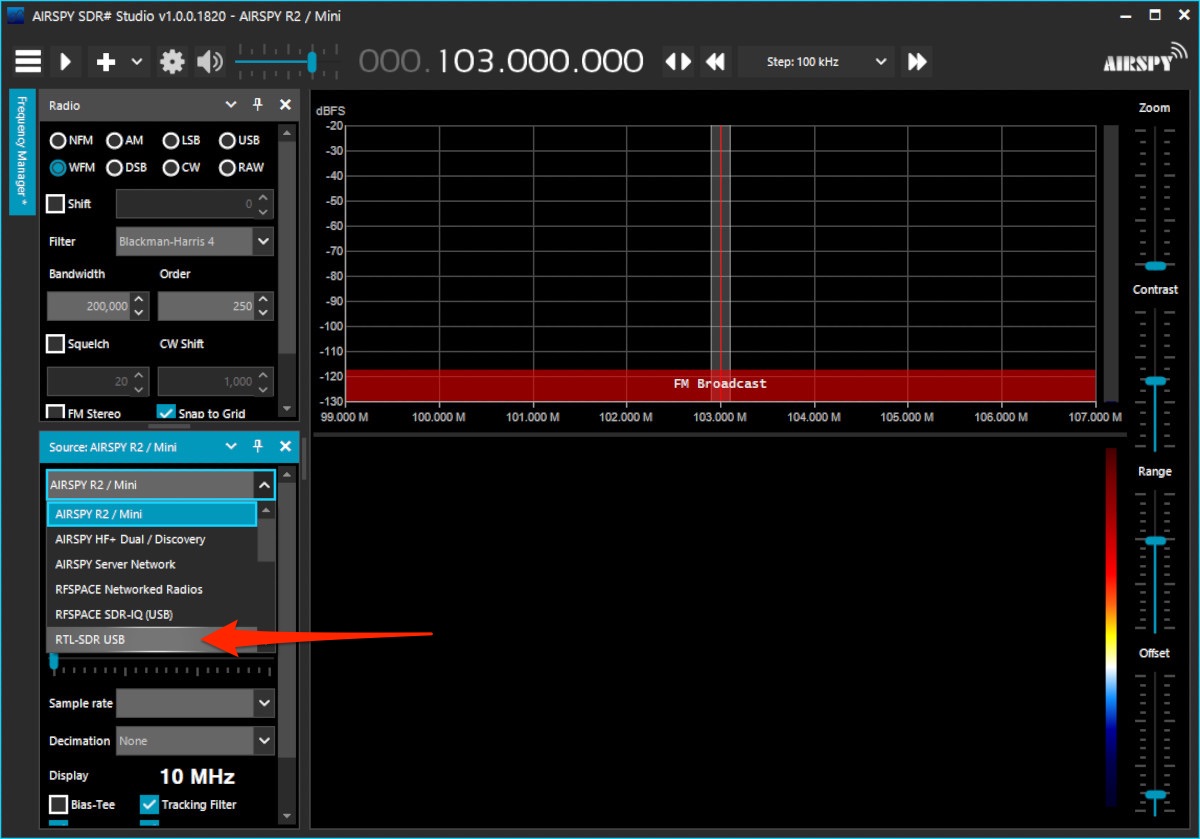 AIRSPY SDR# Studio v1.0.0.1820 - AIRSPY R2 / Mini
000.103.000.000
Step: 100 kHz
AIRSPY
Frequency Manager *
Radio
NFM AM LSB USB
WFM DSB CW RAW
Shift 0
Filter Blackman-Harris 4
Bandwidth Order
200,000 250
Squelch CW Shift
20 1,000
FM Stereo Snap to Grid
Source: AIRSPY R2 / Mini
AIRSPY R2 / Mini
AIRSPY R2 / Mini
AIRSPY HF+ Dual / Discovery
AIRSPY Server Network
RFSPACE Networked Radios
RFSPACE SDR-IQ (USB)
RTL-SDR USB
Sample rate
Decimation None
Display 10 MHz
Bias-Tee Tracking Filter
dBFS
-20
-30
-40
-50
-60
-70
-80
-90
-100
-110
-120
-130
FM Broadcast
99.000 M 100.000 M 101.000 M 102.000 M 103.000 M 104.000 M 105.000 M 106.000 M 107.000 M
Zoom
Contrast
Range
Offset